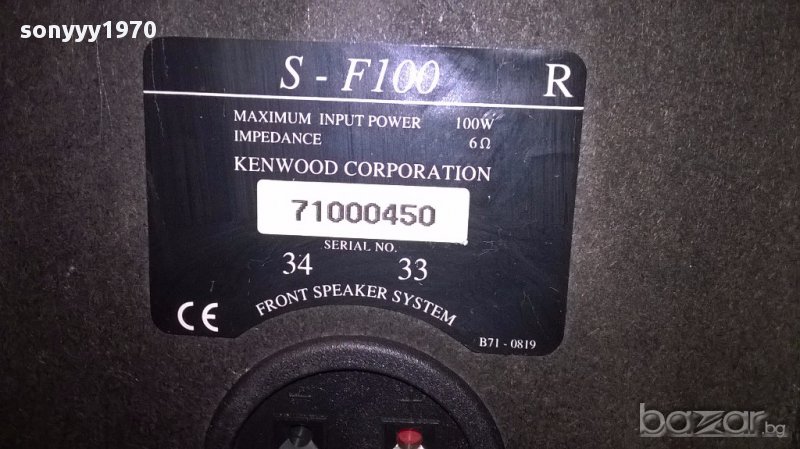 sonyyy1970
S - F100 R
MAXIMUM INPUT POWER 100W
IMPEDANCE 6Ω
KENWOOD CORPORATION
71000450
SERIAL NO.
34 33
FRONT SPEAKER SYSTEM
CE
B71 - 0819
bazar.bg